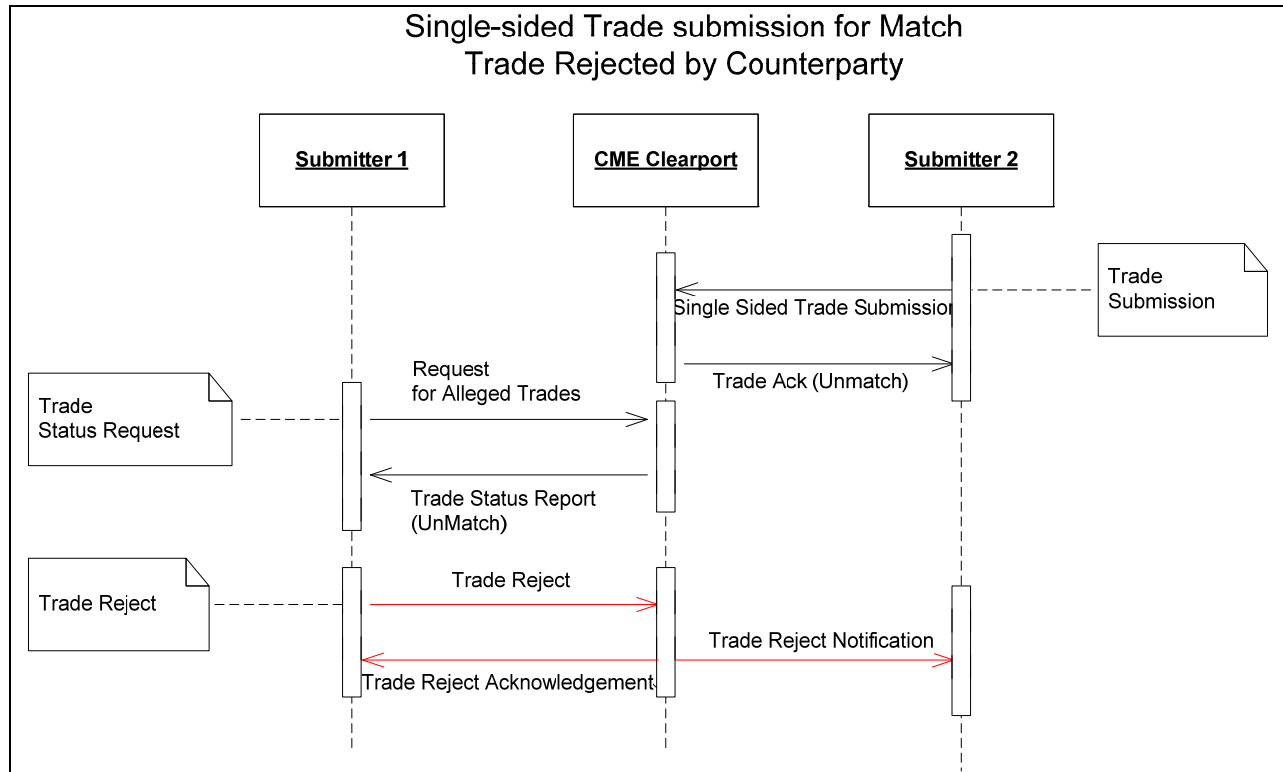 Single-sided Trade submission for Match
Trade Rejected by Counterparty
Submitter 1
CME Clearport
Submitter 2
Trade
Submission
Single Sided Trade Submission
Trade Ack (Unmatch)
Request
for Alleged Trades
Trade
Status Request
Trade Status Report
(UnMatch)
Trade Reject
Trade Reject
Trade Reject Notification
Trade Reject Acknowledgement